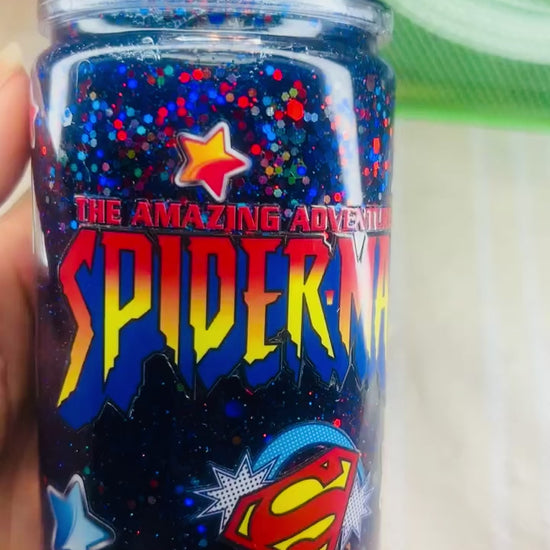 THE AMAZING ADVENTU
SPIDER-MA
S